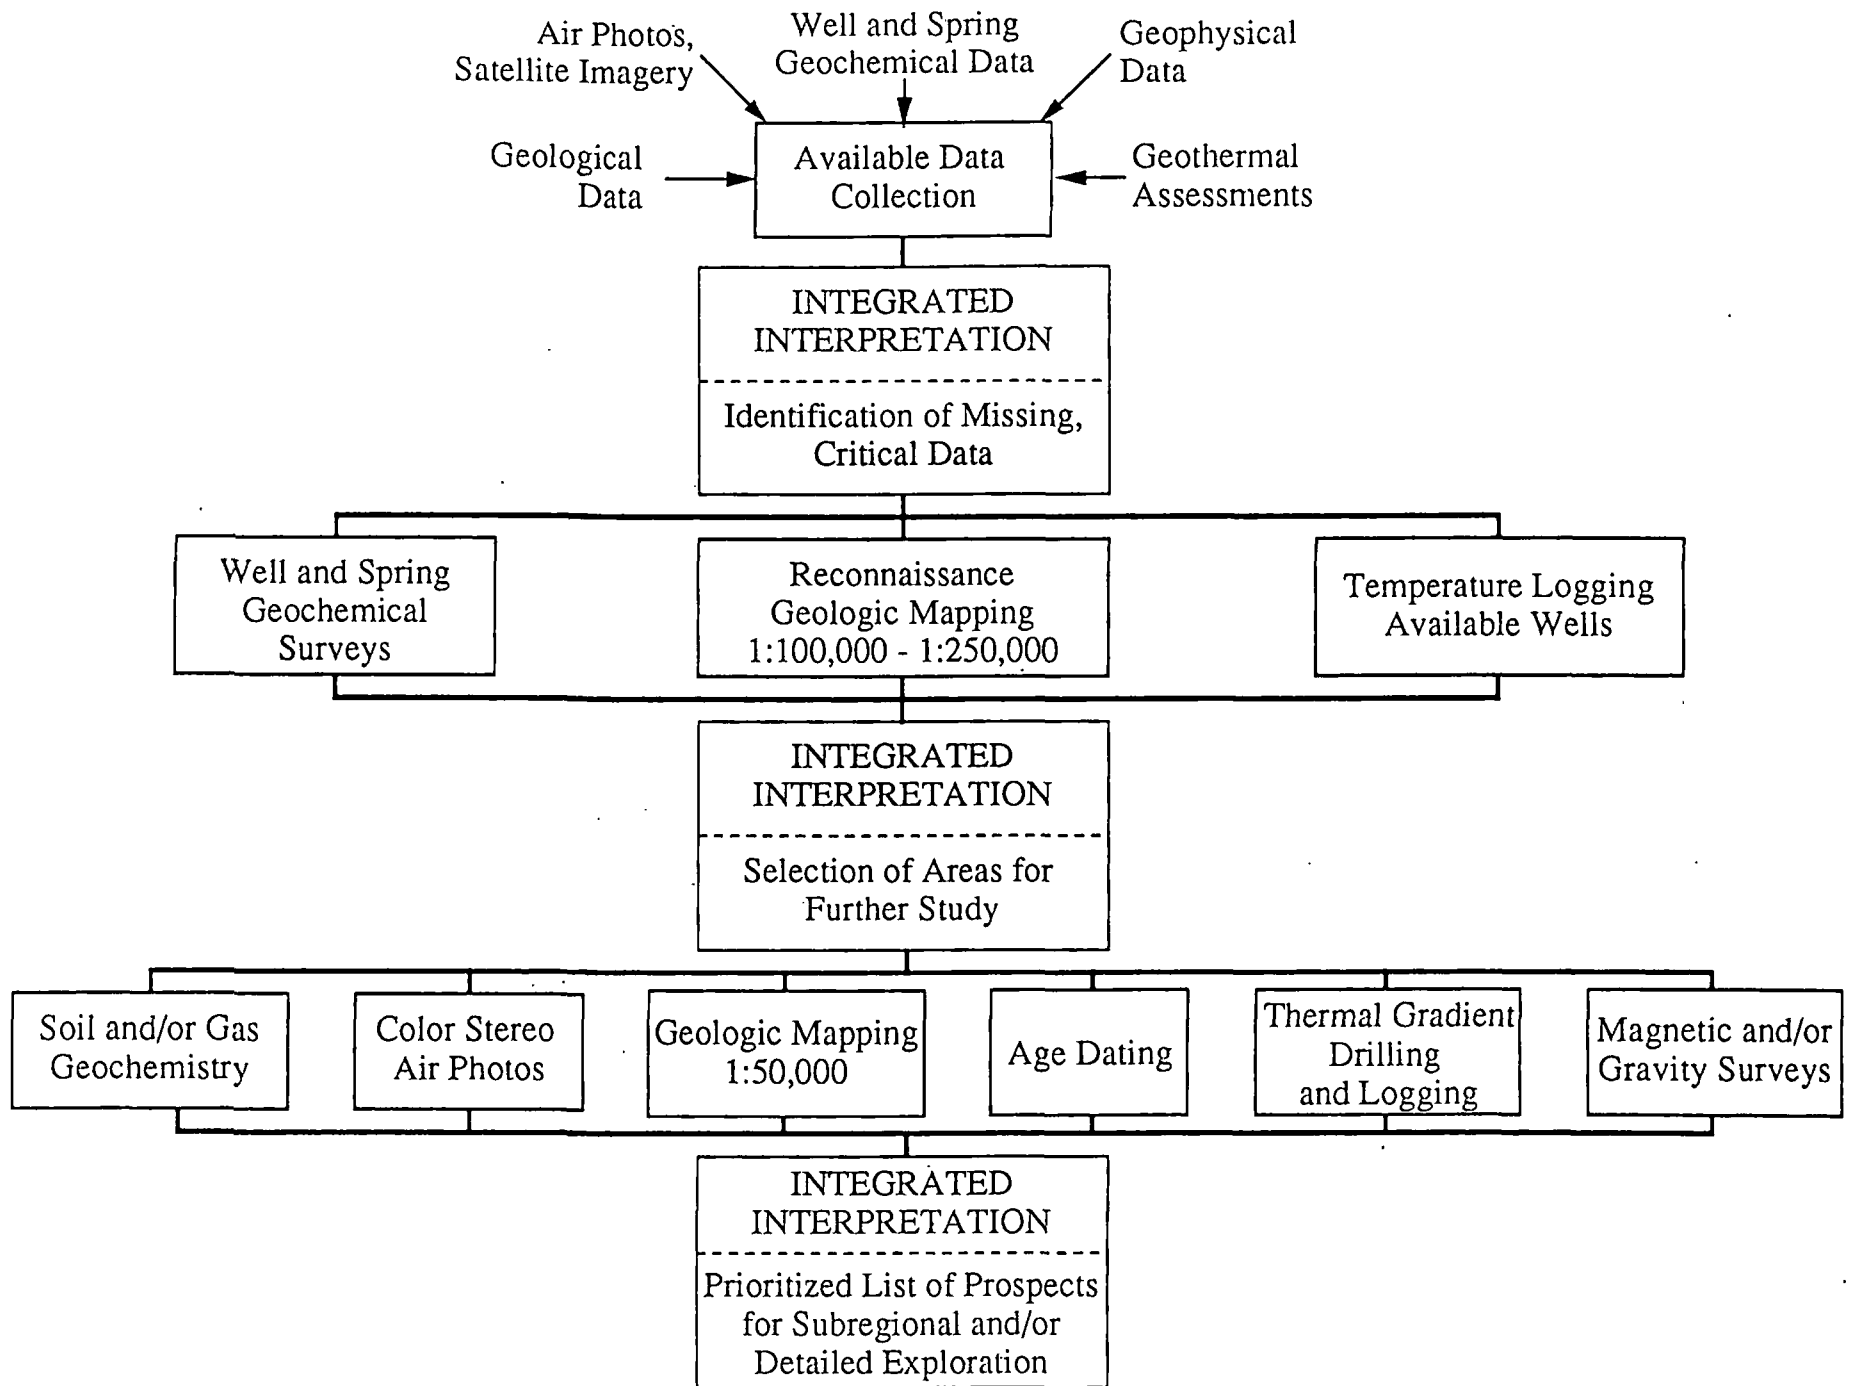 Air Photos,
Satellite Imagery
Well and Spring
Geochemical Data
Geophysical
Data
Geological
Data
Available Data
Collection
Geothermal
Assessments
INTEGRATED
INTERPRETATION
Identification of Missing,
Critical Data
Well and Spring
Geochemical
Surveys
Reconnaissance
Geologic Mapping
1:100,000 - 1:250,000
Temperature Logging
Available Wells
INTEGRATED
INTERPRETATION
Selection of Areas for
Further Study
Soil and/or Gas
Geochemistry
Color Stereo
Air Photos
Geologic Mapping
1:50,000
Age Dating
Thermal Gradient
Drilling
and Logging
Magnetic and/or
Gravity Surveys
INTEGRATED
INTERPRETATION
Prioritized List of Prospects
for Subregional and/or
Detailed Exploration